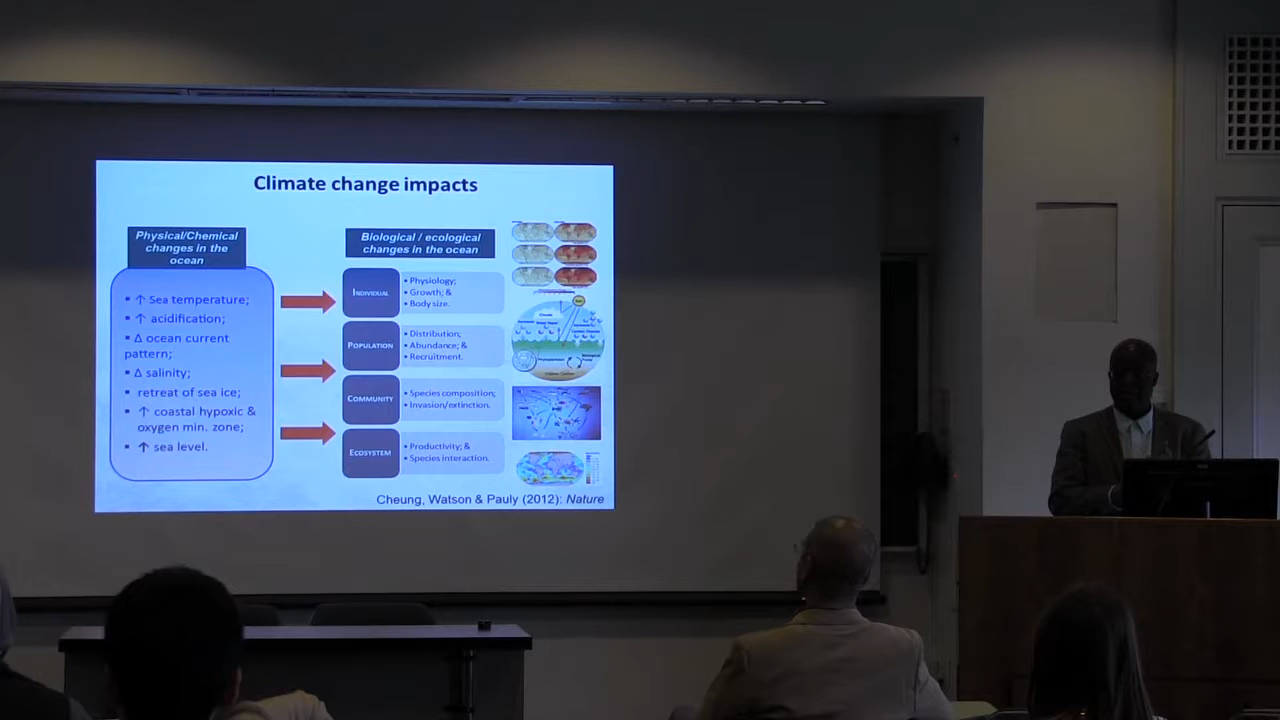 Climate change impacts
Physical/Chemical
changes in the
ocean
▪ ↑ Sea temperature;
▪ ↑ acidification;
▪ Δ ocean current
pattern;
▪ Δ salinity;
▪ retreat of sea ice;
▪ ↑ coastal hypoxic &
oxygen min. zone;
▪ ↑ sea level.
Biological / ecological
changes in the ocean
INDIVIDUAL
• Physiology;
• Growth; &
• Body size.
POPULATION
• Distribution;
• Abundance; &
• Recruitment.
COMMUNITY
• Species composition;
• Invasion/extinction.
ECOSYSTEM
• Productivity; &
• Species interaction.
Cheung, Watson & Pauly (2012): Nature